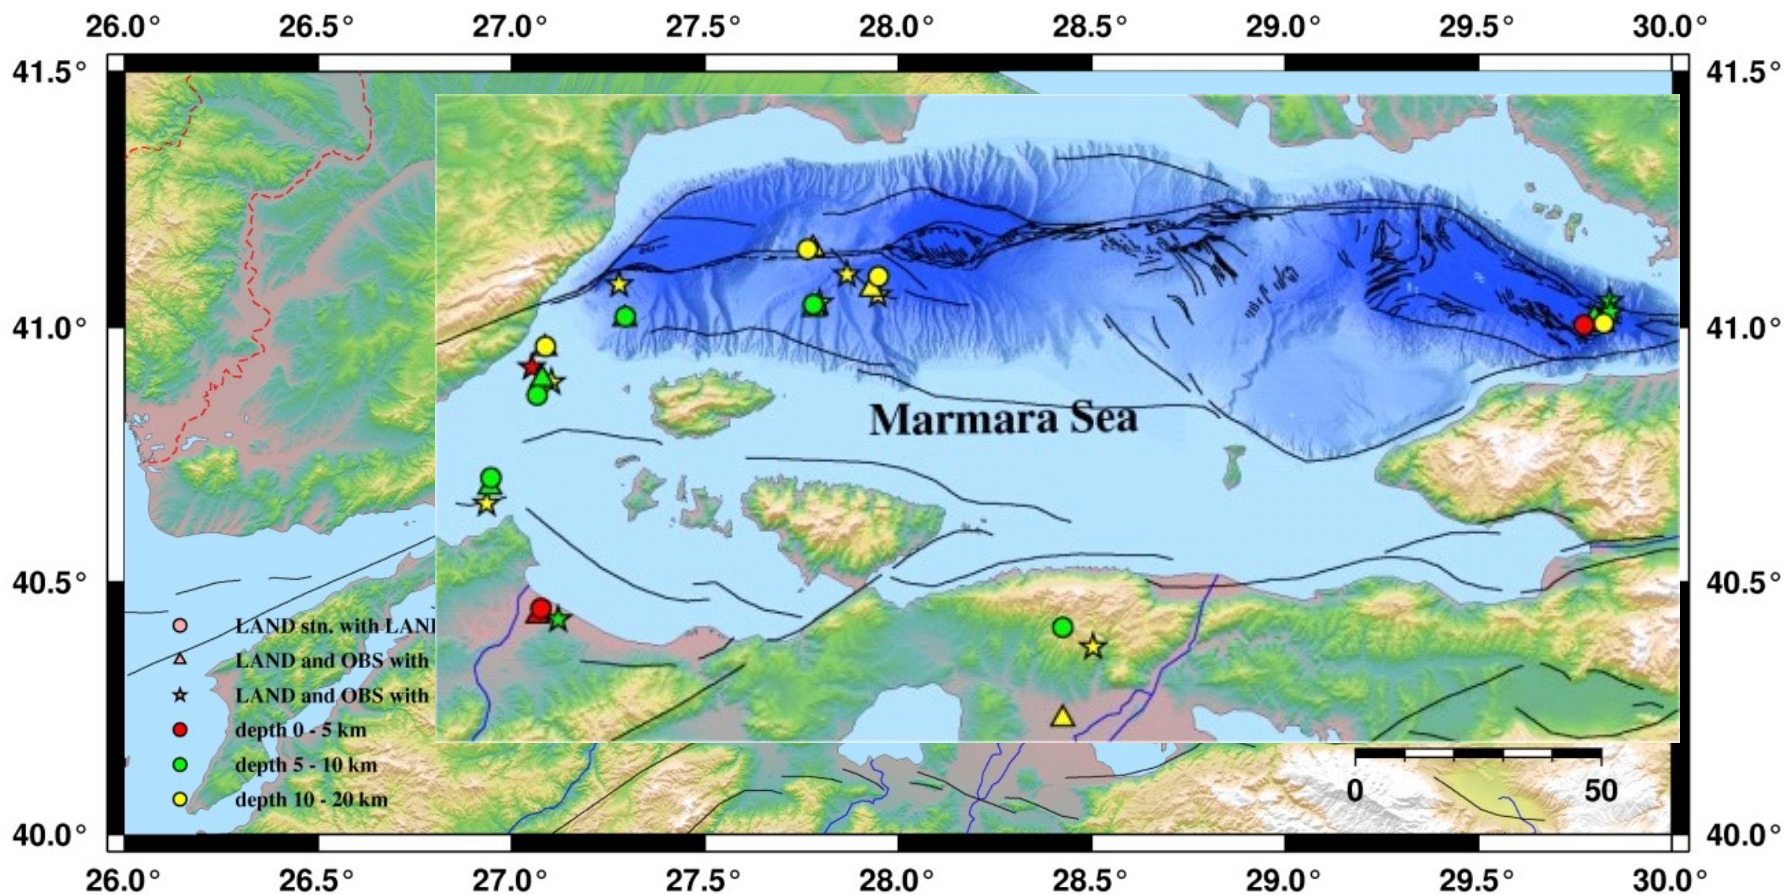 26.0° 26.5° 27.0° 27.5° 28.0° 28.5° 29.0° 29.5° 30.0°
41.5° 41.5°
41.0° 41.0°
Marmara Sea
40.5° 40.5°
LAND stn. with LAND
LAND and OBS with
LAND and OBS with
depth 0 - 5 km
depth 5 - 10 km
0 50
depth 10 - 20 km
40.0° 40.0°
26.0° 26.5° 27.0° 27.5° 28.0° 28.5° 29.0° 29.5° 30.0°